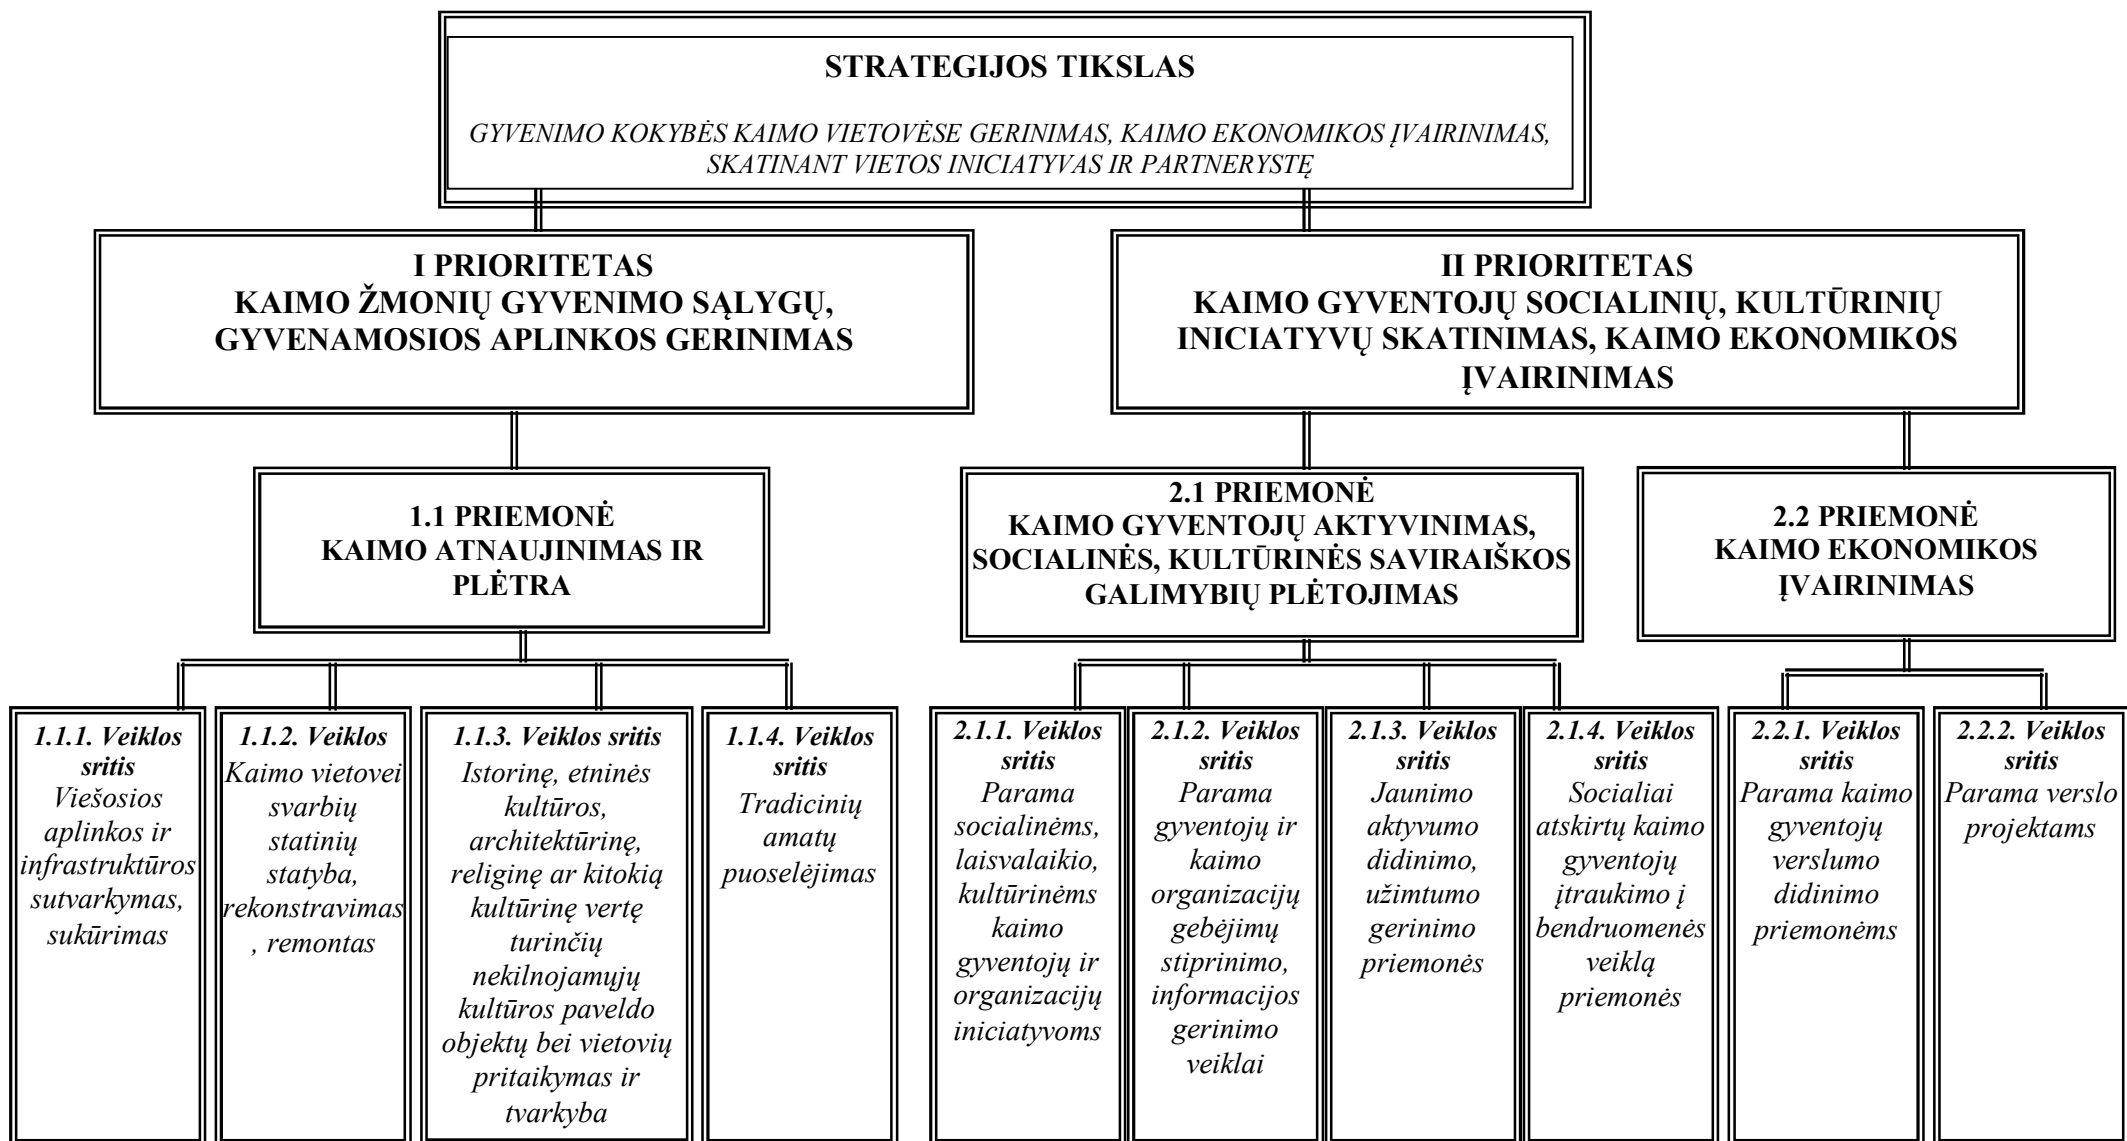 STRATEGIJOS TIKSLAS
GYVENIMO KOKYBĖS KAIMO VIETOVĖSE GERINIMAS, KAIMO EKONOMIKOS ĮVAIRINIMAS,
SKATINANT VIETOS INICIATYVAS IR PARTNERYSTĘ
I PRIORITETAS
KAIMO ŽMONIŲ GYVENIMO SĄLYGŲ,
GYVENAMOSIOS APLINKOS GERINIMAS
II PRIORITETAS
KAIMO GYVENTOJŲ SOCIALINIŲ, KULTŪRINIŲ
INICIATYVŲ SKATINIMAS, KAIMO EKONOMIKOS
ĮVAIRINIMAS
1.1 PRIEMONĖ
KAIMO ATNAUJINIMAS IR
PLĖTRA
2.1 PRIEMONĖ
KAIMO GYVENTOJŲ AKTYVINIMAS,
SOCIALINĖS, KULTŪRINĖS SAVIRAIŠKOS
GALIMYBIŲ PLĖTOJIMAS
2.2 PRIEMONĖ
KAIMO EKONOMIKOS
ĮVAIRINIMAS
1.1.1. Veiklos
sritis
Viešosios
aplinkos ir
infrastruktūros
sutvarkymas,
sukūrimas
1.1.2. Veiklos
Kaimo vietovei
svarbių
statinių
statyba,
rekonstravimas
, remontas
1.1.3. Veiklos sritis
Istorinę, etninės
kultūros,
architektūrinę,
religinę ar kitokią
kultūrinę vertę
turinčių
nekilnojamųjų
kultūros paveldo
objektų bei vietovių
pritaikymas ir
tvarkyba
1.1.4. Veiklos
sritis
Tradicinių
amatų
puoselėjimas
2.1.1. Veiklos
sritis
Parama
socialinėms,
laisvalaikio,
kultūrinėms
kaimo
gyventojų ir
organizacijų
iniciatyvoms
2.1.2. Veiklos
sritis
Parama
gyventojų ir
kaimo
organizacijų
gebėjimų
stiprinimo,
informacijos
gerinimo
veiklai
2.1.3. Veiklos
sritis
Jaunimo
aktyvumo
didinimo,
užimtumo
gerinimo
priemonės
2.1.4. Veiklos
sritis
Socialiai
atskirtų kaimo
gyventojų
įtraukimo į
bendruomenės
veiklą
priemonės
2.2.1. Veiklos
sritis
Parama kaimo
gyventojų
verslumo
didinimo
priemonėms
2.2.2. Veiklos
sritis
Parama verslo
projektams